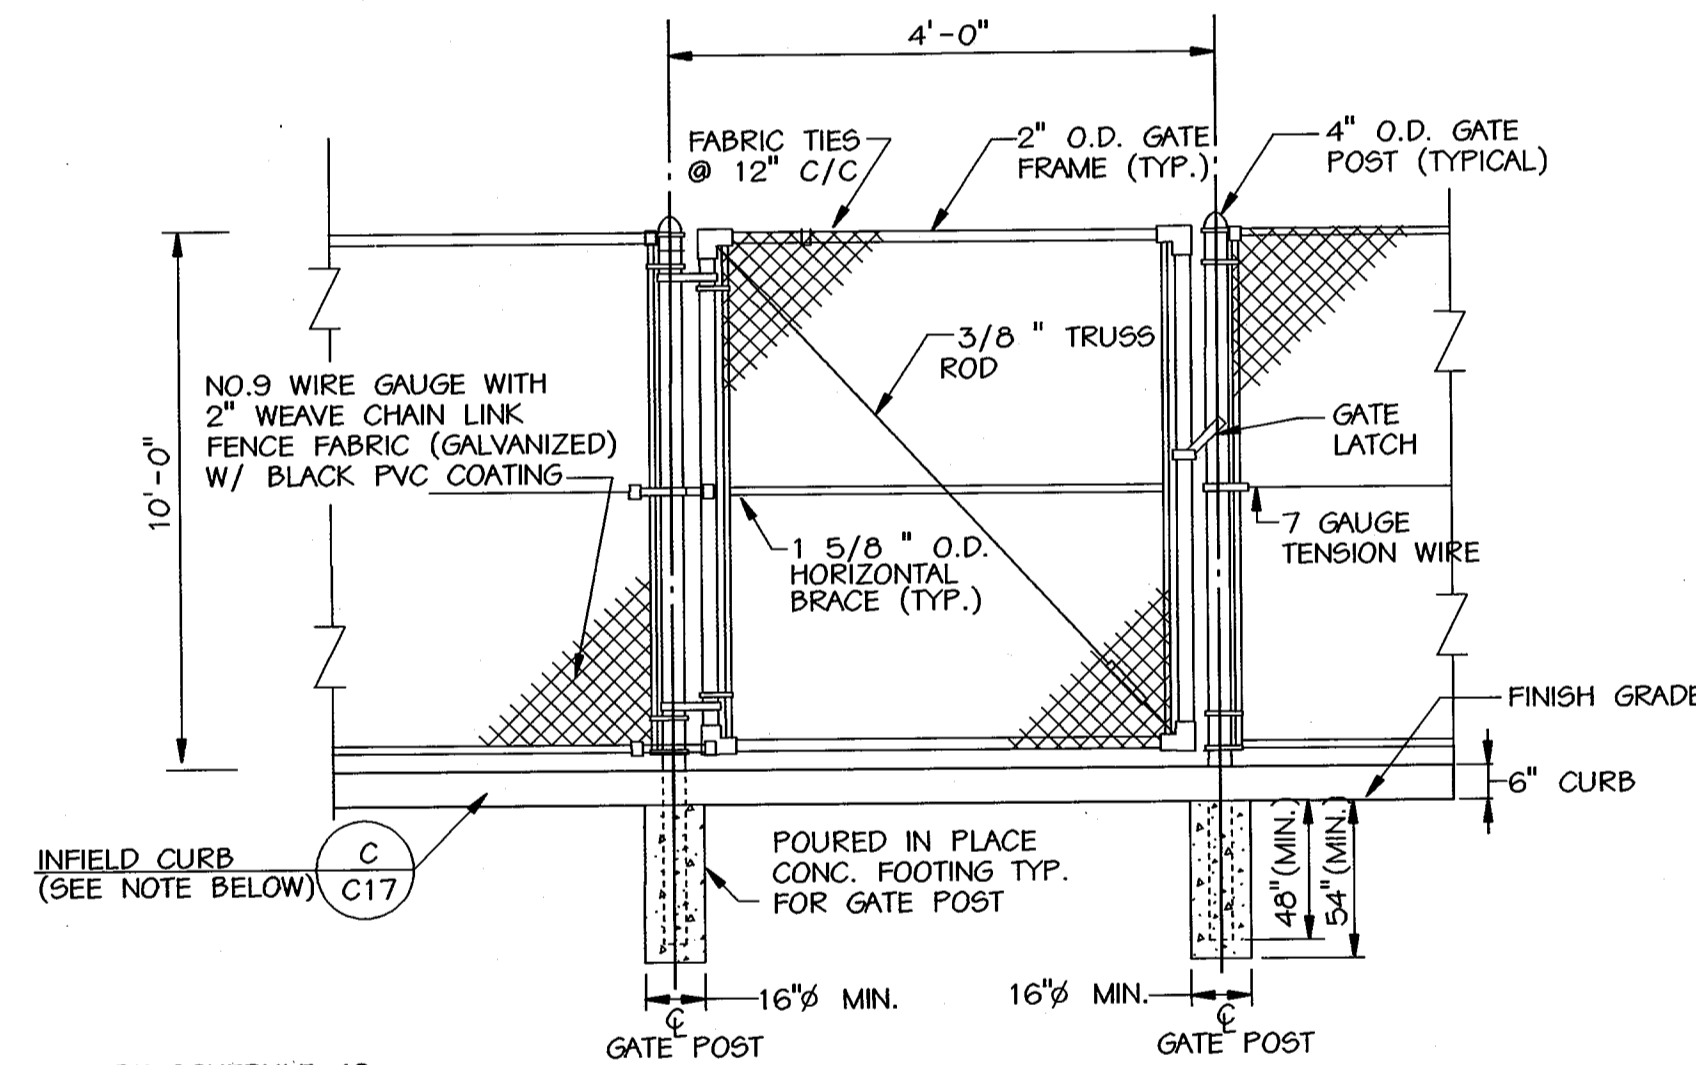 4'-0"
FABRIC TIES
@ 12" C/C
2" O.D. GATE
FRAME (TYP.)
4" O.D. GATE
POST (TYPICAL)
3/8 " TRUSS
ROD
NO.9 WIRE GAUGE WITH
2" WEAVE CHAIN LINK
FENCE FABRIC (GALVANIZED)
W/ BLACK PVC COATING
10'-0"
GATE
LATCH
7 GAUGE
TENSION WIRE
1 5/8 " O.D.
HORIZONTAL
BRACE (TYP.)
FINISH GRADE
6" CURB
INFIELD CURB
(SEE NOTE BELOW)
C
C17
POURED IN PLACE
CONC. FOOTING TYP.
FOR GATE POST
48"(MIN.)
54"(MIN.)
16"Ø MIN.
16"Ø MIN.
℄
GATE POST
℄
GATE POST